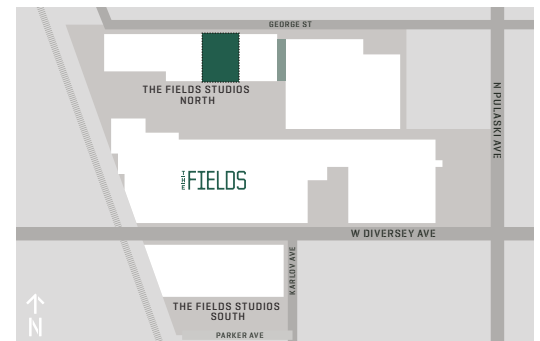 GEORGE ST
THE FIELDS STUDIOS
NORTH
N PULASKI AVE
THE FIELDS
W DIVERSEY AVE
KARLOV AVE
THE FIELDS STUDIOS
SOUTH
PARKER AVE
N